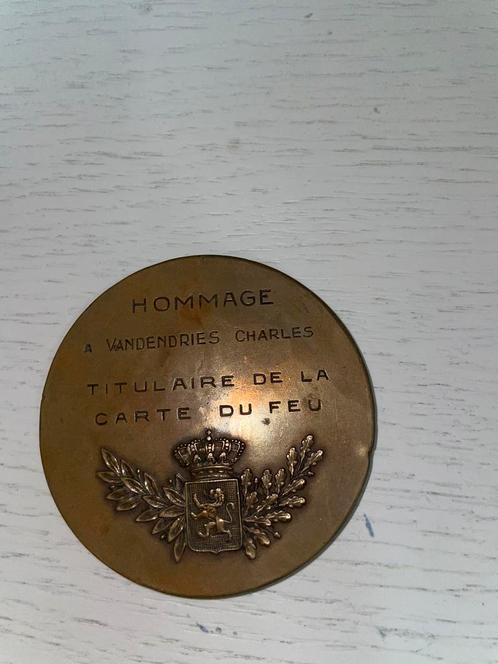 HOMMAGE
A VANDENDRIES CHARLES
TITULAIRE DE LA
CARTE DU FEU